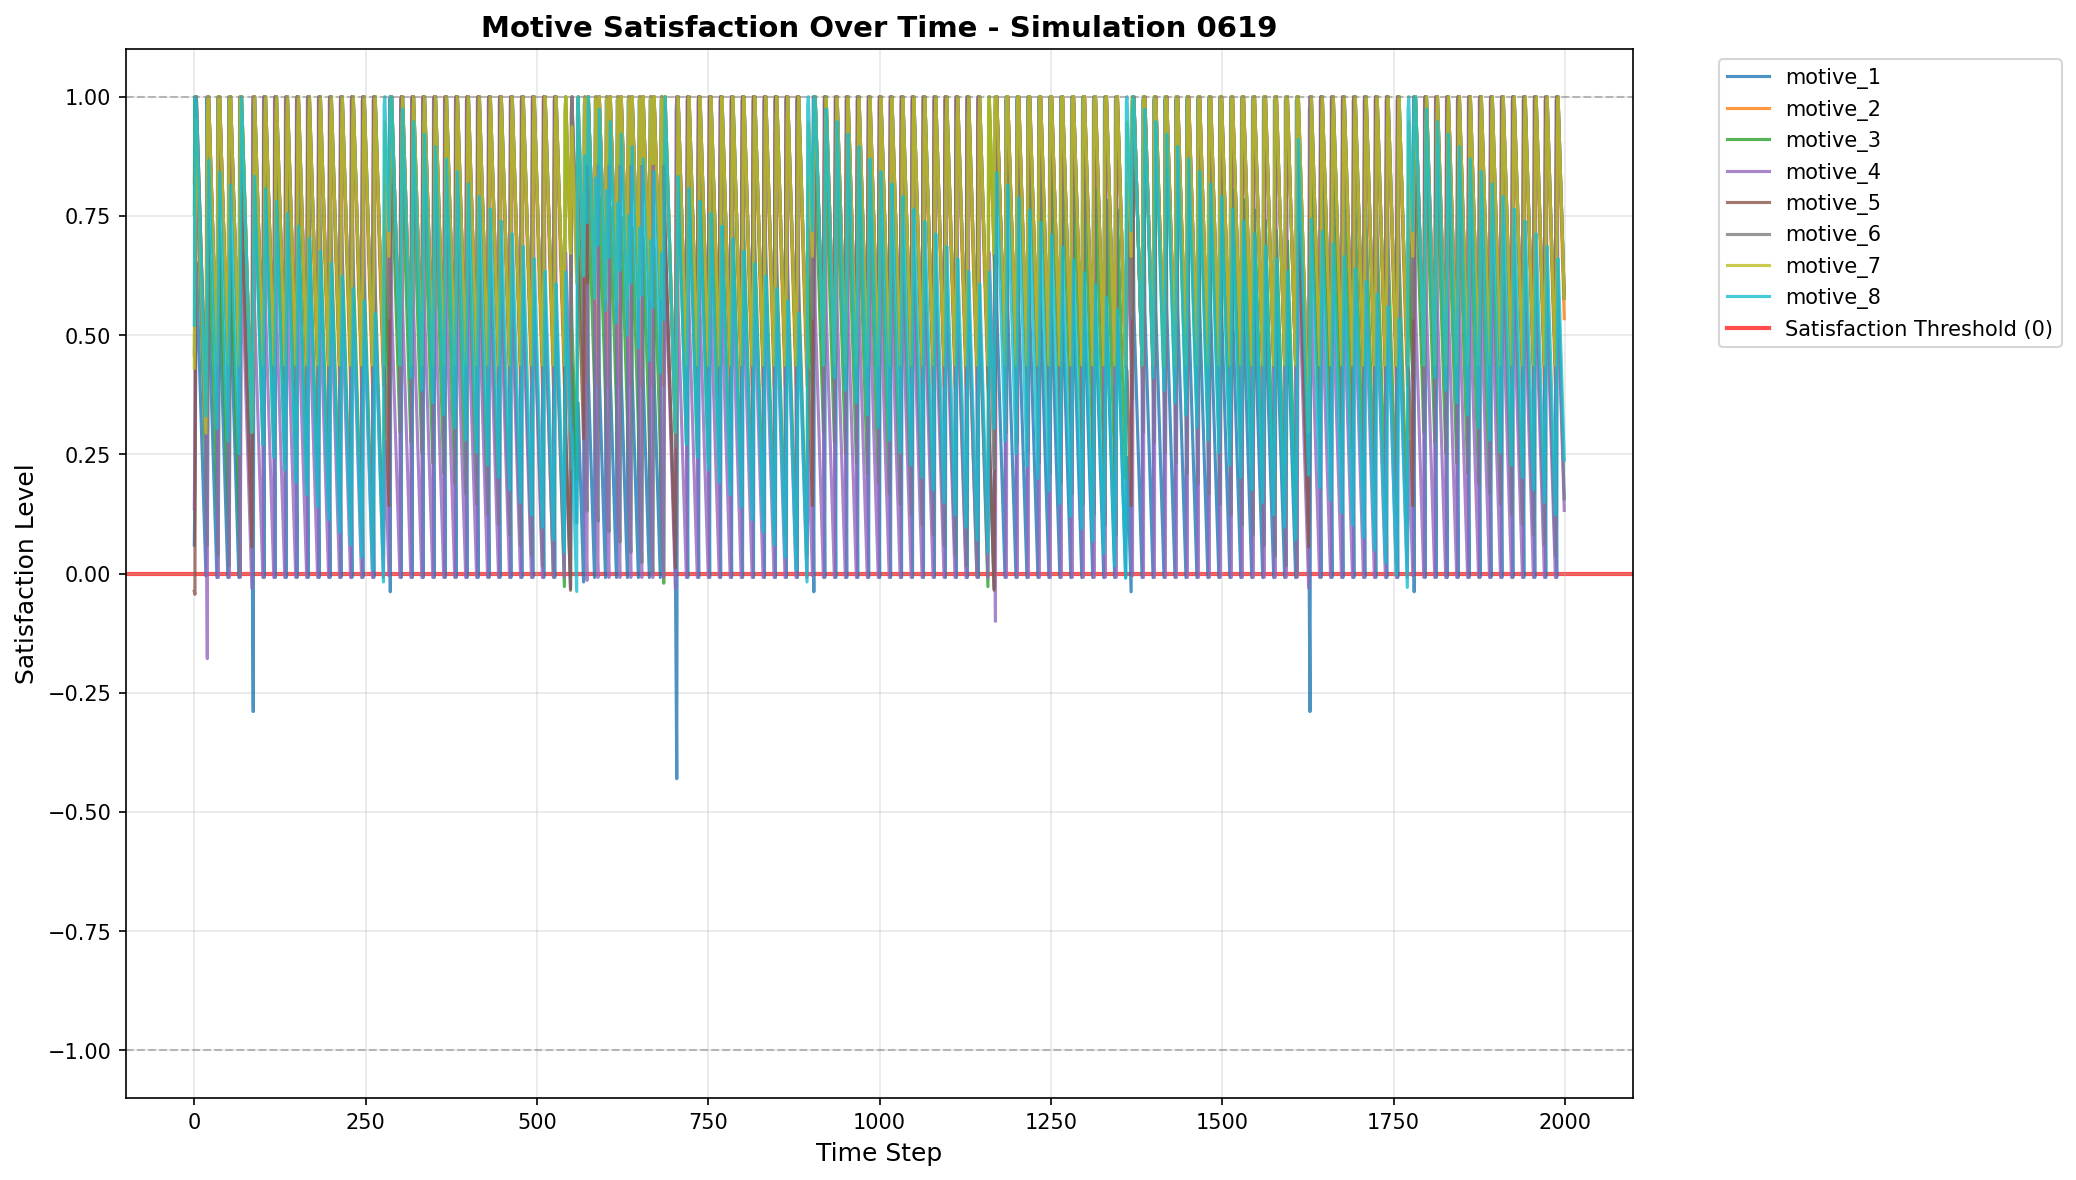 Motive Satisfaction Over Time - Simulation 0619
Satisfaction Level
1.00
0.75
0.50
0.25
0.00
−0.25
−0.50
−0.75
−1.00
0
250
500
750
1000
1250
1500
1750
2000
Time Step
motive_1
motive_2
motive_3
motive_4
motive_5
motive_6
motive_7
motive_8
Satisfaction Threshold (0)